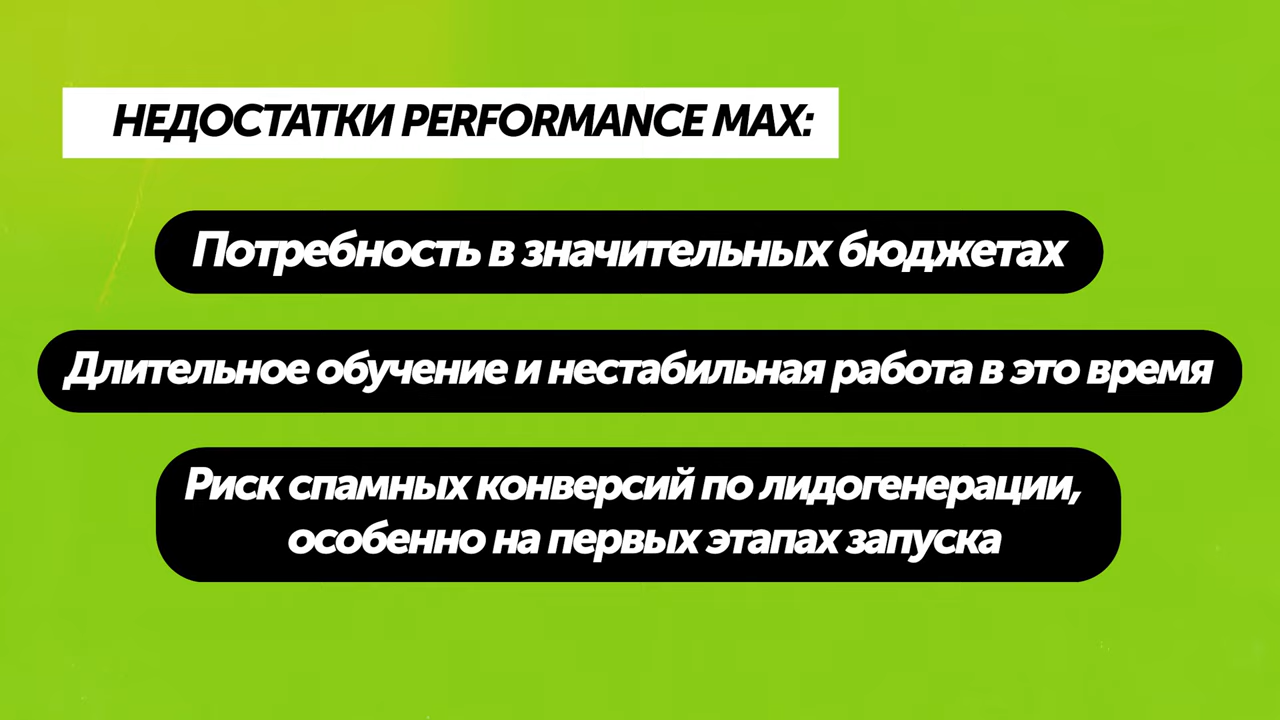 НЕДОСТАТКИ PERFORMANCE MAX:
Потребность в значительных бюджетах
Длительное обучение и нестабильная работа в это время
Риск спамных конверсий по лидогенерации,
особенно на первых этапах запуска